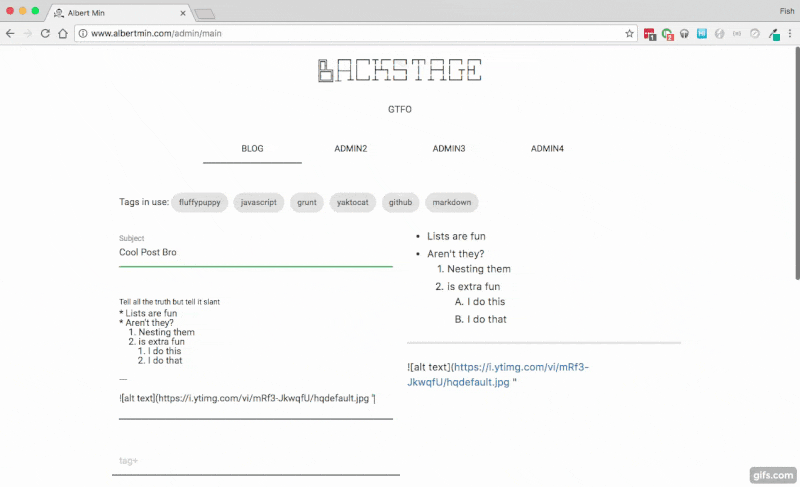 Albert Min
Fish
www.albertmin.com/admin/main
BACKSTAGE
GTFO
BLOG ADMIN2 ADMIN3 ADMIN4
Tags in use: fluffypuppy javascript grunt yaktocat github markdown
Subject
Cool Post Bro
Tell all the truth but tell it slant
* Lists are fun
* Aren't they?
1. Nesting them
2. is extra fun
1. I do this
2. I do that
---
![alt text](https://i.ytimg.com/vi/mRf3-JkwqfU/hqdefault.jpg "
tag+
• Lists are fun
• Aren't they?
1. Nesting them
2. is extra fun
A. I do this
B. I do that
![alt text](https://i.ytimg.com/vi/mRf3-
JkwqfU/hqdefault.jpg "
gifs.com